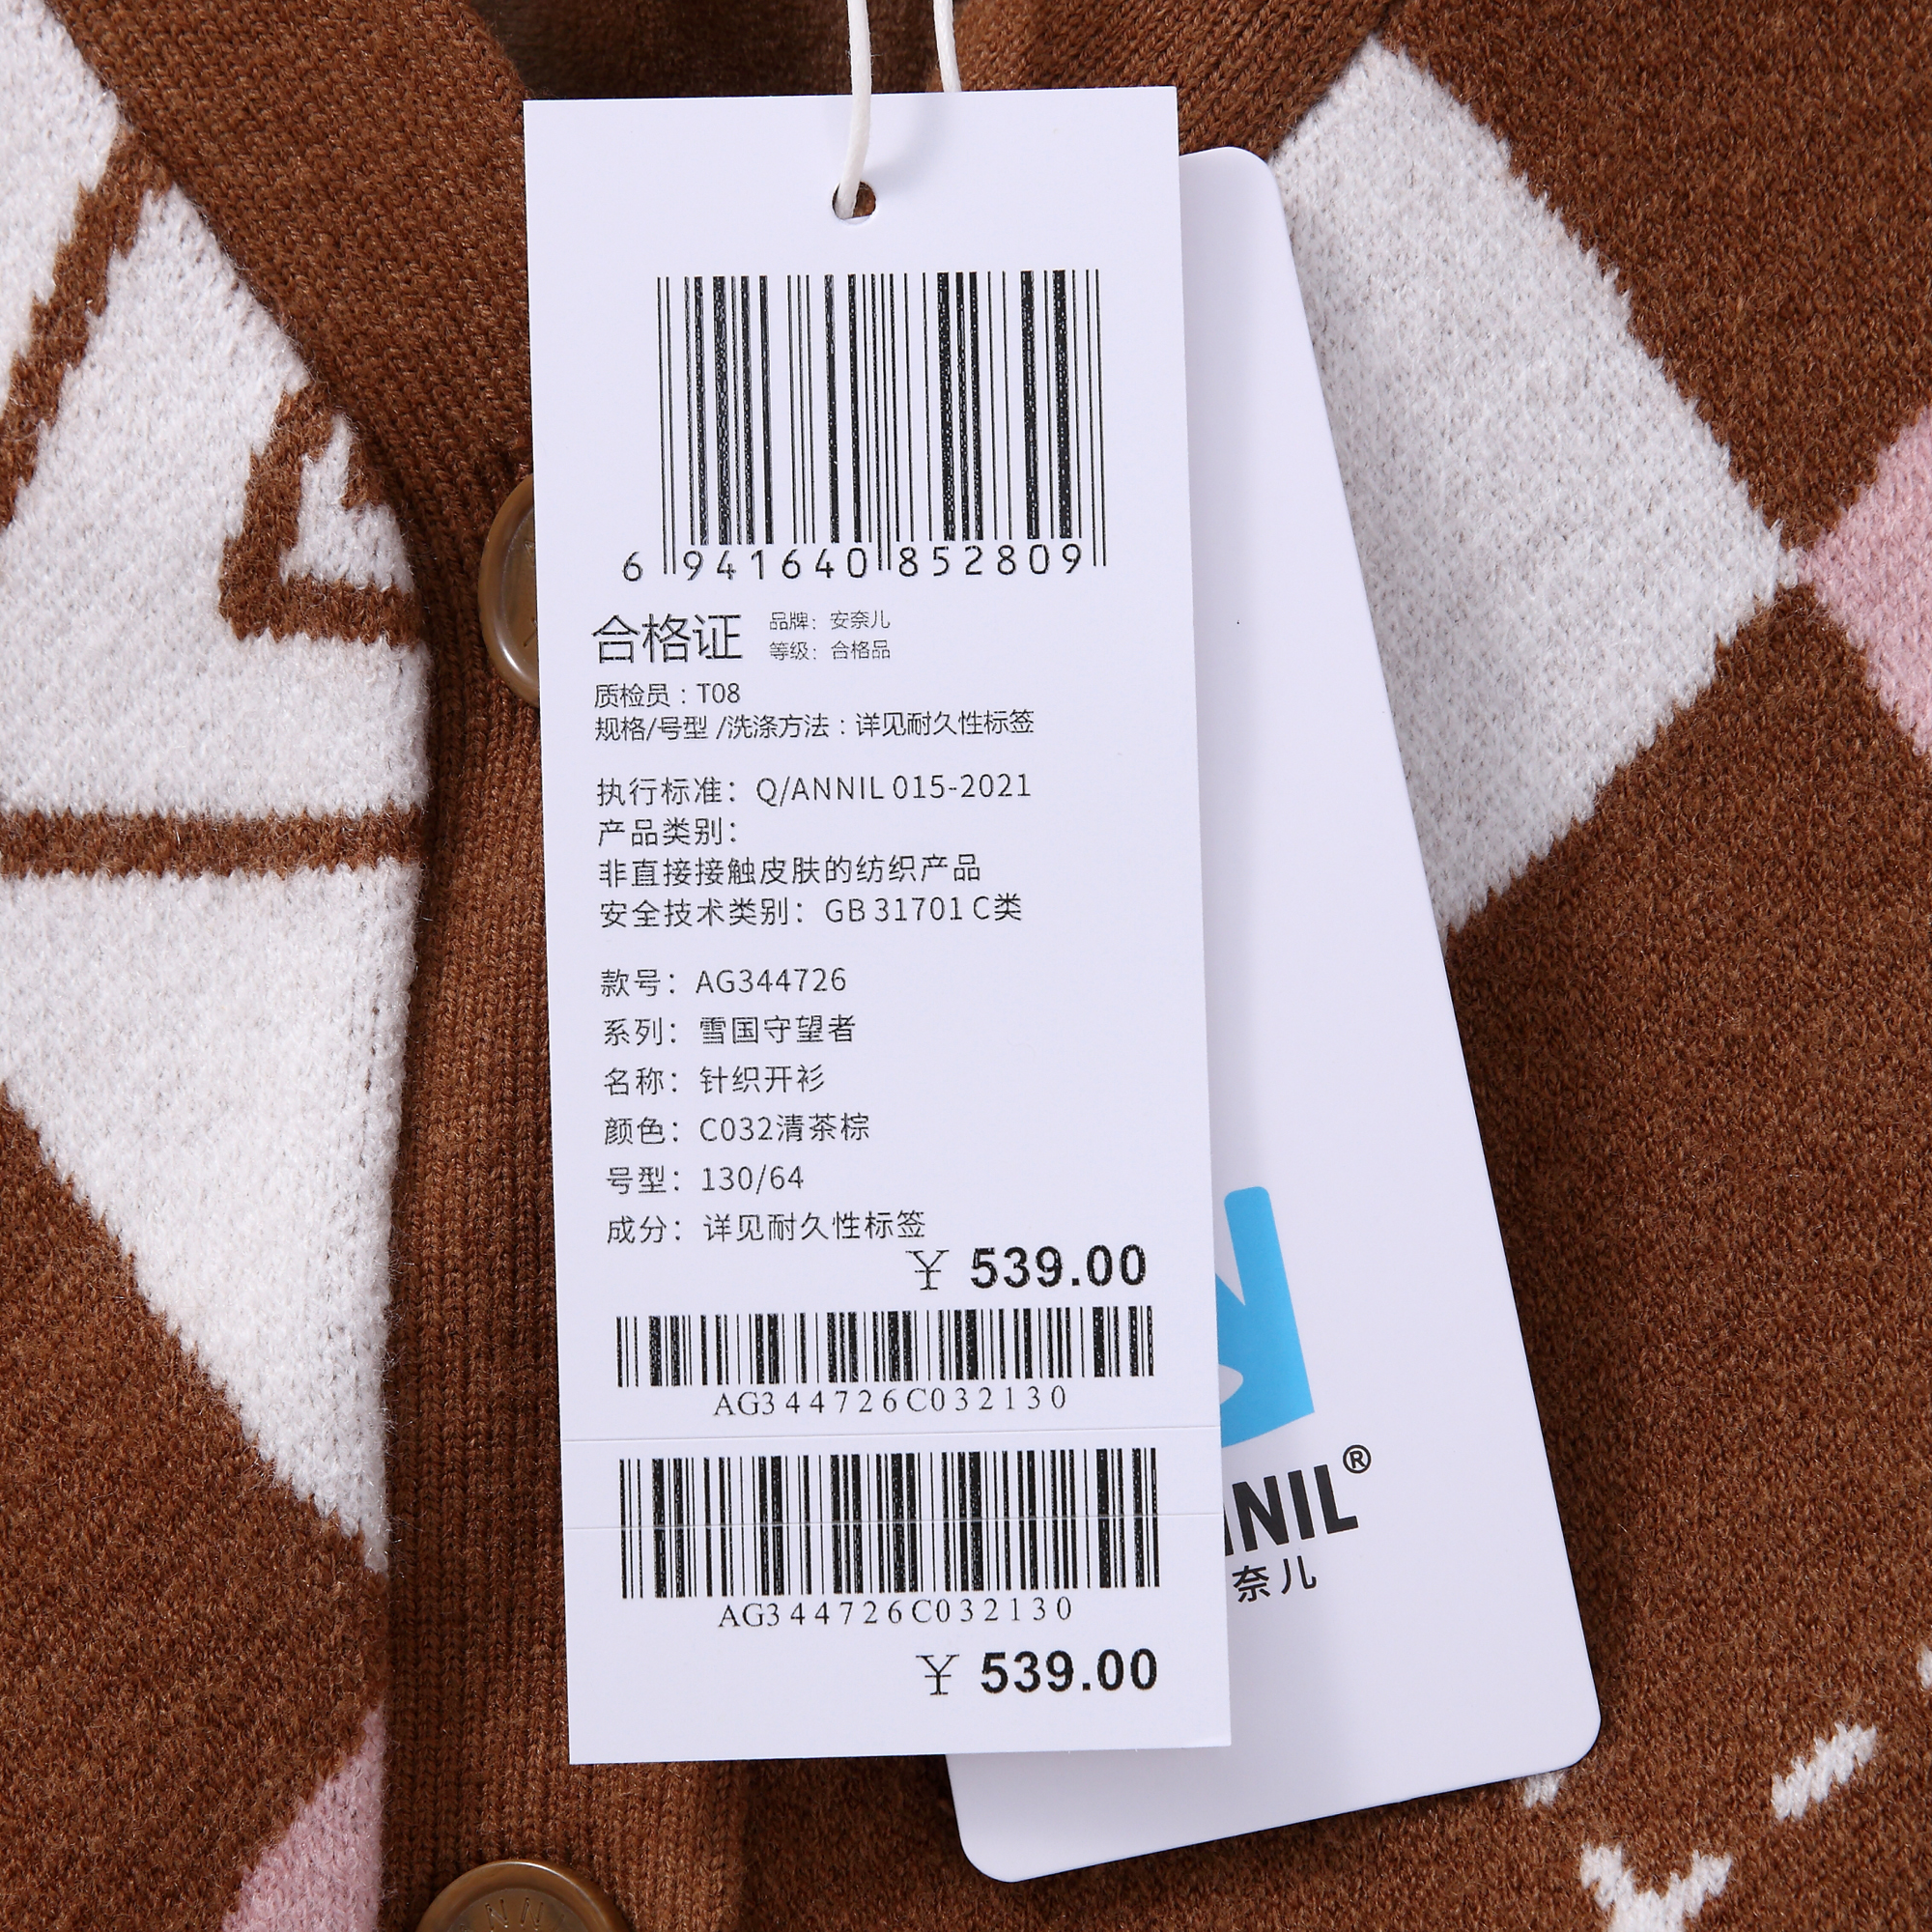 6 941640 852809
合格证
品牌：安奈儿
等级：合格品
质检员：T08
规格/号型 /洗涤方法：详见耐久性标签
执行标准：Q/ANNIL 015-2021
产品类别：
非直接接触皮肤的纺织产品
安全技术类别：GB 31701 C类
款号：AG344726
系列：雪国守望者
名称：针织开衫
颜色：C032清茶棕
号型：130/64
成分：详见耐久性标签
¥ 539.00
AG344726C032130
AG344726C032130
¥ 539.00
NNIL®
奈儿